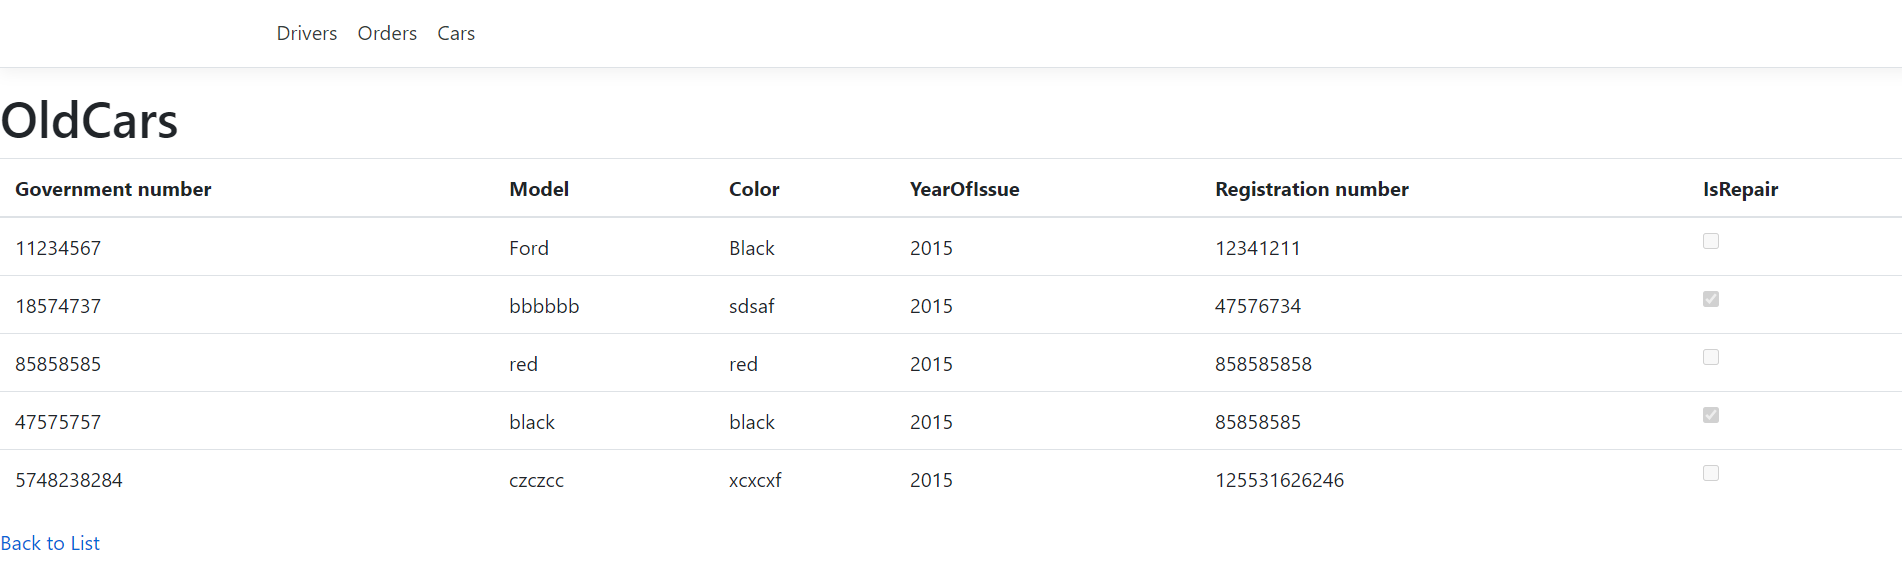 Drivers Orders Cars
OldCars
Government number Model Color YearOfIssue Registration number IsRepair
11234567 Ford Black 2015 12341211
18574737 bbbbbb sdsaf 2015 47576734
85858585 red red 2015 858585858
47575757 black black 2015 85858585
5748238284 czczcc xcxcxf 2015 125531626246
Back to List